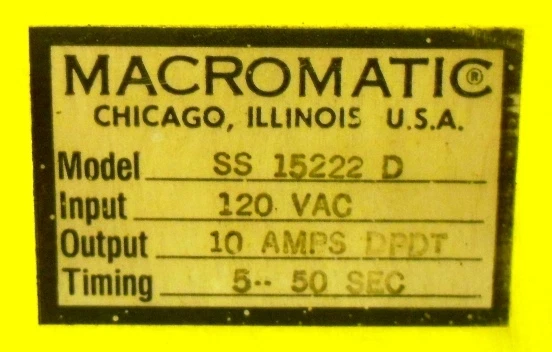 MACROMATIC®
CHICAGO, ILLINOIS U.S.A.
Model SS 15222 D
Input 120 VAC
Output 10 AMPS DPDT
Timing 5-- 50 SEC